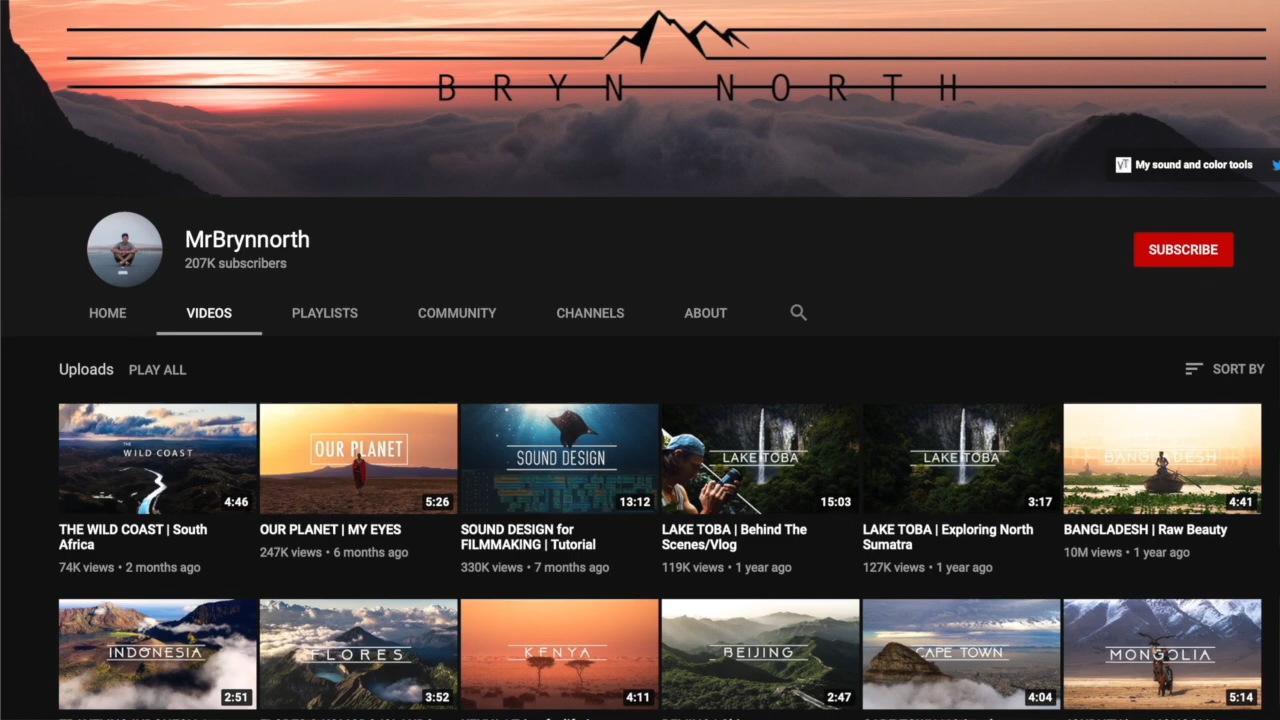 BRYN NORTH
My sound and color tools
MrBrynnorth
207K subscribers
SUBSCRIBE
HOME VIDEOS PLAYLISTS COMMUNITY CHANNELS ABOUT
Uploads PLAY ALL SORT BY
THE
WILD COAST
4:46
OUR PLANET
5:26
SOUND DESIGN
13:12
LAKE TOBA
15:03
LAKE TOBA
3:17
BANGLADESH
4:41
THE WILD COAST | South
Africa
74K views • 2 months ago
OUR PLANET | MY EYES
247K views • 6 months ago
SOUND DESIGN for
FILMMAKING | Tutorial
330K views • 7 months ago
LAKE TOBA | Behind The
Scenes/Vlog
119K views • 1 year ago
LAKE TOBA | Exploring North
Sumatra
127K views • 1 year ago
BANGLADESH | Raw Beauty
10M views • 1 year ago
INDONESIA
2:51
FLORES
3:52
KENYA
4:11
BEIJING
2:47
CAPE TOWN
4:04
MONGOLIA
5:14